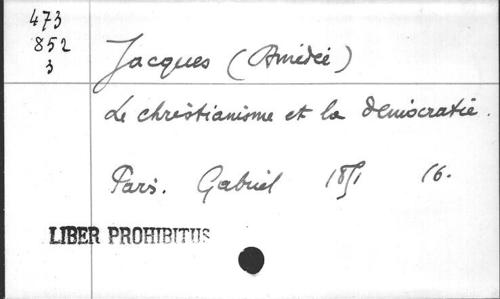 473
852
3
Jacques (Amédée)
Le christianisme et la démocratie.
Paris. Gabriel 1851 16.
LIBER PROHIBITUS